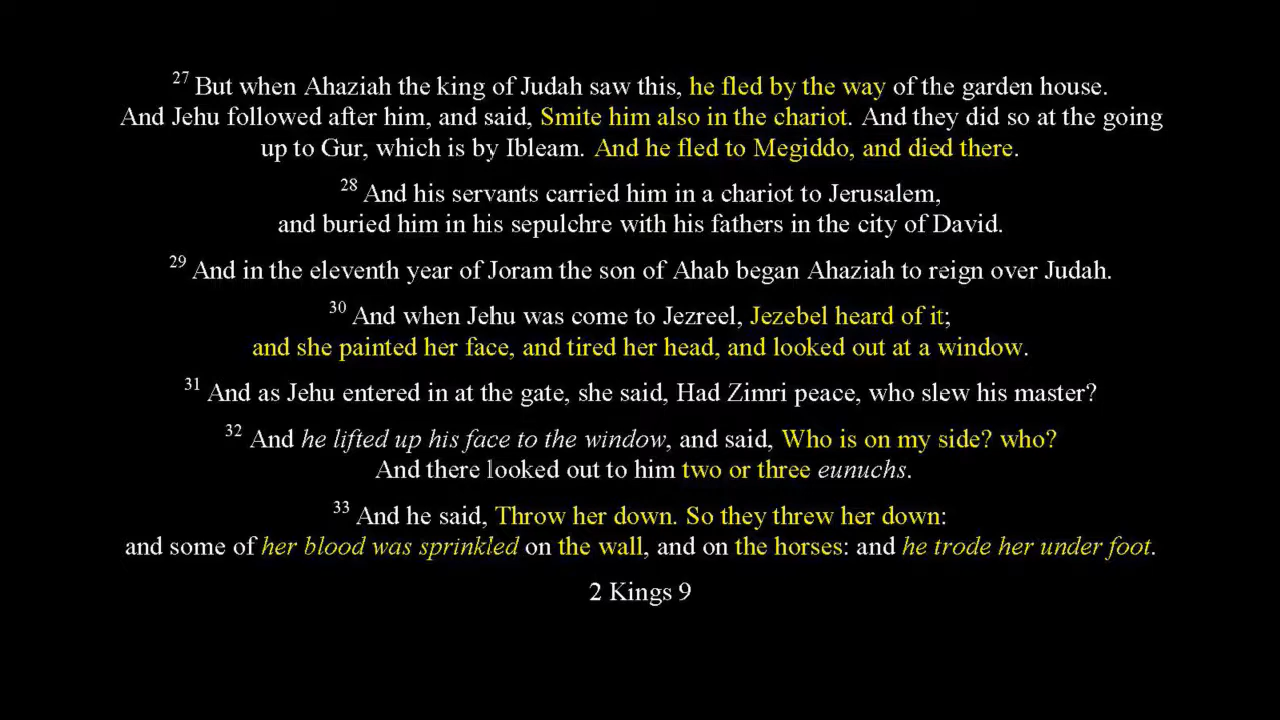 27 But when Ahaziah the king of Judah saw this, he fled by the way of the garden house.
And Jehu followed after him, and said, Smite him also in the chariot. And they did so at the going
up to Gur, which is by Ibleam. And he fled to Megiddo, and died there.
28 And his servants carried him in a chariot to Jerusalem,
and buried him in his sepulchre with his fathers in the city of David.
29 And in the eleventh year of Joram the son of Ahab began Ahaziah to reign over Judah.
30 And when Jehu was come to Jezreel, Jezebel heard of it;
and she painted her face, and tired her head, and looked out at a window.
31 And as Jehu entered in at the gate, she said, Had Zimri peace, who slew his master?
32 And he lifted up his face to the window, and said, Who is on my side? who?
And there looked out to him two or three eunuchs.
33 And he said, Throw her down. So they threw her down:
and some of her blood was sprinkled on the wall, and on the horses: and he trode her under foot.
2 Kings 9